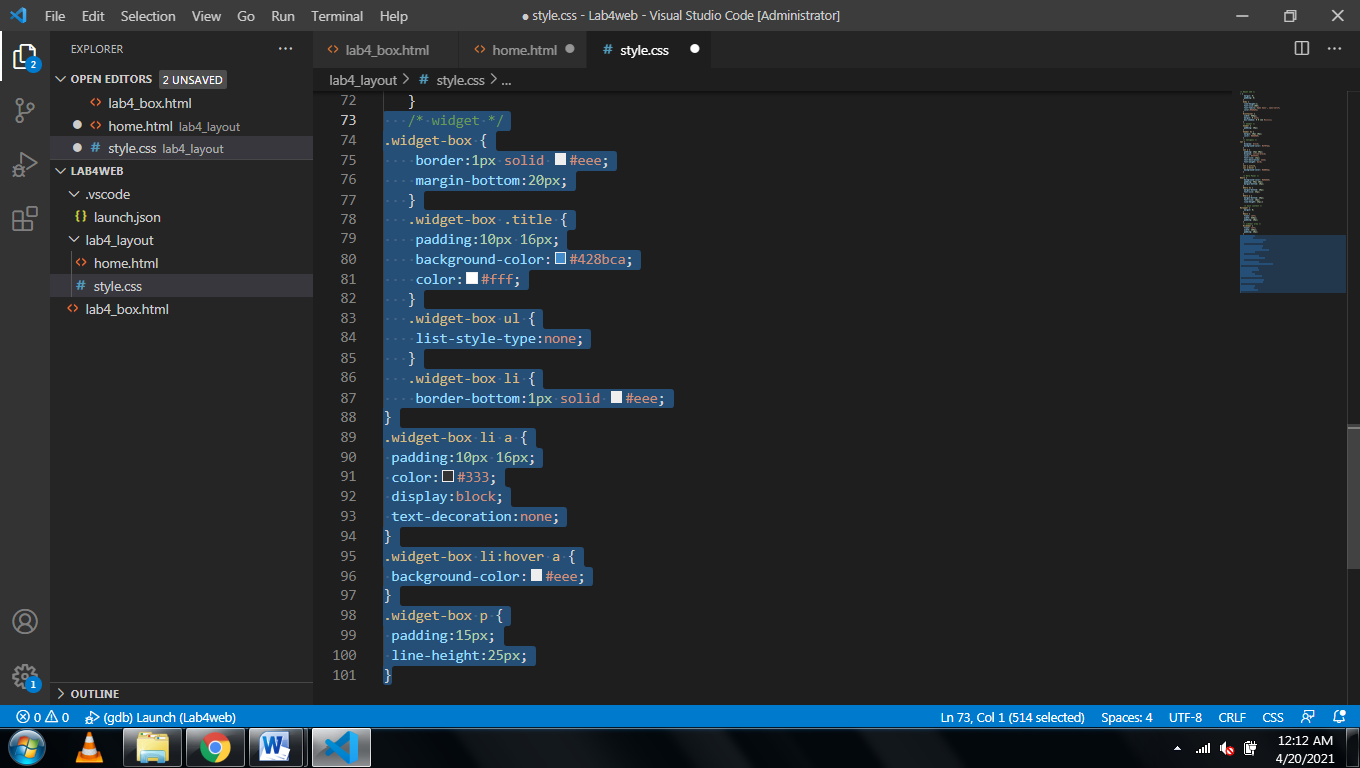 File Edit Selection View Go Run Terminal Help ● style.css - Lab4web - Visual Studio Code [Administrator]
EXPLORER ···
lab4_box.html home.html style.css
OPEN EDITORS 2 UNSAVED
lab4_layout > # style.css > ...
lab4_box.html
home.html lab4_layout
# style.css lab4_layout
LAB4WEB
.vscode
{} launch.json
lab4_layout
home.html
# style.css
lab4_box.html
OUTLINE
72 }
73 /* widget */
74 .widget-box {
75 border:1px solid #eee;
76 margin-bottom:20px;
77 }
78 .widget-box .title {
79 padding:10px 16px;
80 background-color:#428bca;
81 color:#fff;
82 }
83 .widget-box ul {
84 list-style-type:none;
85 }
86 .widget-box li {
87 border-bottom:1px solid #eee;
88 }
89 .widget-box li a {
90 padding:10px 16px;
91 color:#333;
92 display:block;
93 text-decoration:none;
94 }
95 .widget-box li:hover a {
96 background-color:#eee;
97 }
98 .widget-box p {
99 padding:15px;
100 line-height:25px;
101 }
2
1
0 0 (gdb) Launch (Lab4web) Ln 73, Col 1 (514 selected) Spaces: 4 UTF-8 CRLF CSS
12:12 AM
4/20/2021